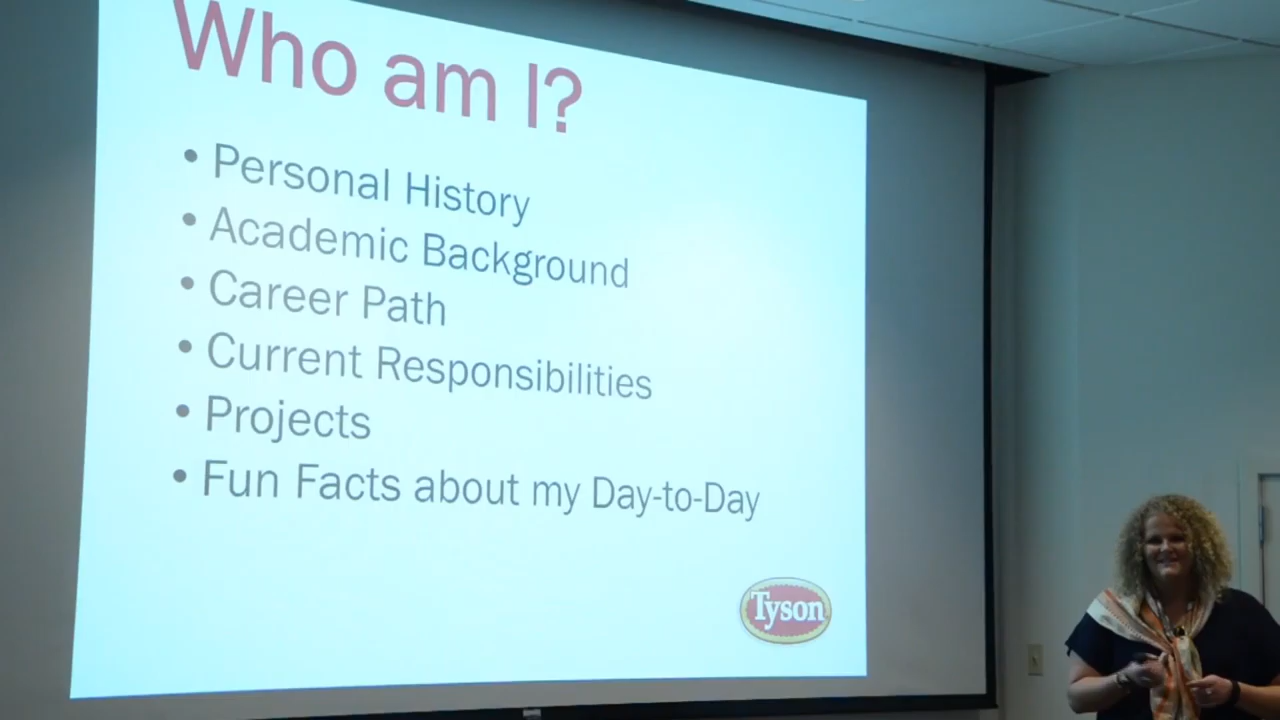 Who am I?
• Personal History
• Academic Background
• Career Path
• Current Responsibilities
• Projects
• Fun Facts about my Day-to-Day
Tyson